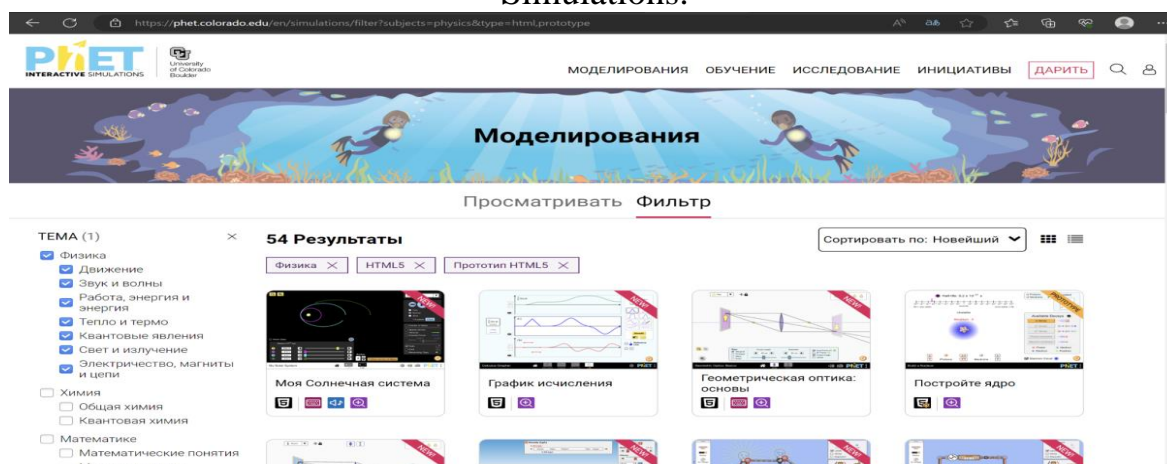 Simulations.
https://phet.colorado.edu/en/simulations/filter?subjects=physics&type=html,prototype
PhET
INTERACTIVE SIMULATIONS
University
of Colorado
Boulder
МОДЕЛИРОВАНИЯ ОБУЧЕНИЕ ИССЛЕДОВАНИЕ ИНИЦИАТИВЫ ДАРИТЬ
Моделирования
Просматривать Фильтр
ТЕМА (1)
54 Результаты
Сортировать по: Новейший
Физика
Движение
Звук и волны
Работа, энергия и
энергия
Тепло и термо
Квантовые явления
Свет и излучение
Электричество, магниты
и цепи
Химия
Общая химия
Квантовая химия
Математике
Математические понятия
Физика HTML5 Прототип HTML5
NEW!
NEW!
NEW!
PROTOTYPE
Моя Солнечная система
График исчисления
Геометрическая оптика:
основы
Постройте ядро